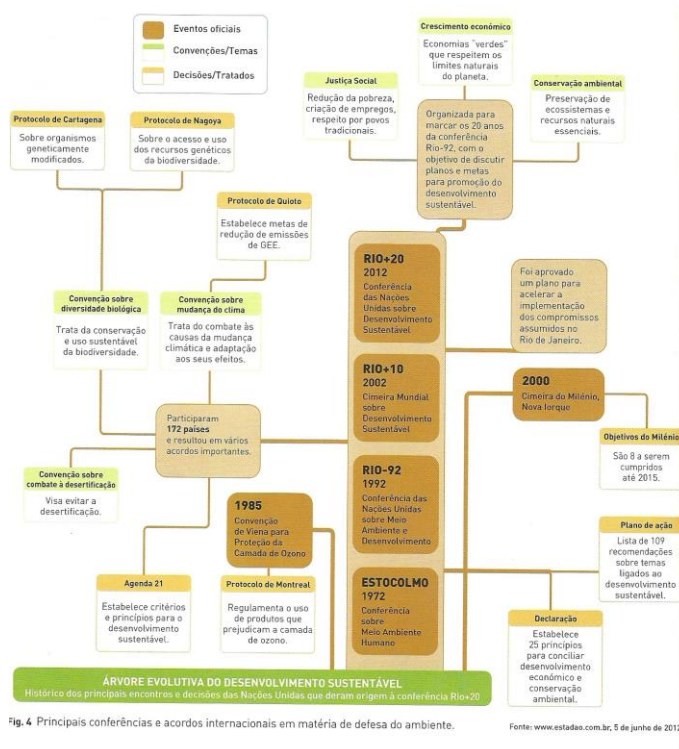 Eventos oficiais
Convenções/Temas
Decisões/Tratados
Crescimento económico
Economias "verdes"
que respeitem os
limites naturais
do planeta.
Justiça Social
Redução da pobreza,
criação de empregos,
respeito por povos
tradicionais.
Conservação ambiental
Preservação de
ecossistemas e
recursos naturais
essenciais.
Organizada para
marcar os 20 anos
da conferência
Rio-92, com o
objetivo de discutir
planos e metas
para promoção do
desenvolvimento
sustentável.
Protocolo de Cartagena
Sobre organismos
geneticamente
modificados.
Protocolo de Nagoya
Sobre o acesso e uso
dos recursos genéticos
da biodiversidade.
Protocolo de Quioto
Estabelece metas de
redução de emissões
de GEE.
RIO+20
2012
Conferência
das Nações
Unidas sobre
Desenvolvimento
Sustentável
Foi aprovado
um plano para
acelerar a
implementação
dos compromissos
assumidos no
Rio de Janeiro.
Convenção sobre
diversidade biológica
Trata da conservação
e uso sustentável
da biodiversidade.
Convenção sobre
mudança do clima
Trata do combate às
causas da mudança
climática e adaptação
aos seus efeitos.
RIO+10
2002
Cimeira Mundial
sobre
Desenvolvimento
Sustentável
2000
Cimeira do Milénio,
Nova Iorque
Participaram
172 países
e resultou em vários
acordos importantes.
Objetivos do Milénio
São 8 a serem
cumpridos
até 2015.
Convenção sobre
combate à desertificação
Visa evitar a
desertificação.
RIO-92
1992
Conferência das
Nações Unidas
sobre Meio
Ambiente e
Desenvolvimento
1985
Convenção
de Viena para
Proteção da
Camada de Ozono
Plano de ação
Lista de 109
recomendações
sobre temas
ligados ao
desenvolvimento
sustentável.
Agenda 21
Estabelece critérios
e princípios para o
desenvolvimento
sustentável.
Protocolo de Montreal
Regulamenta o uso
de produtos que
prejudicam a camada
de ozono.
ESTOCOLMO
1972
Conferência
sobre
Meio Ambiente
Humano
Declaração
Estabelece
25 princípios
para conciliar
desenvolvimento
económico e
conservação
ambiental.
ÁRVORE EVOLUTIVA DO DESENVOLVIMENTO SUSTENTÁVEL
Histórico dos principais encontros e decisões das Nações Unidas que deram origem à conferência Rio+20
Fig. 4 Principais conferências e acordos internacionais em matéria de defesa do ambiente.
Fonte: www.estadao.com.br, 5 de junho de 2012